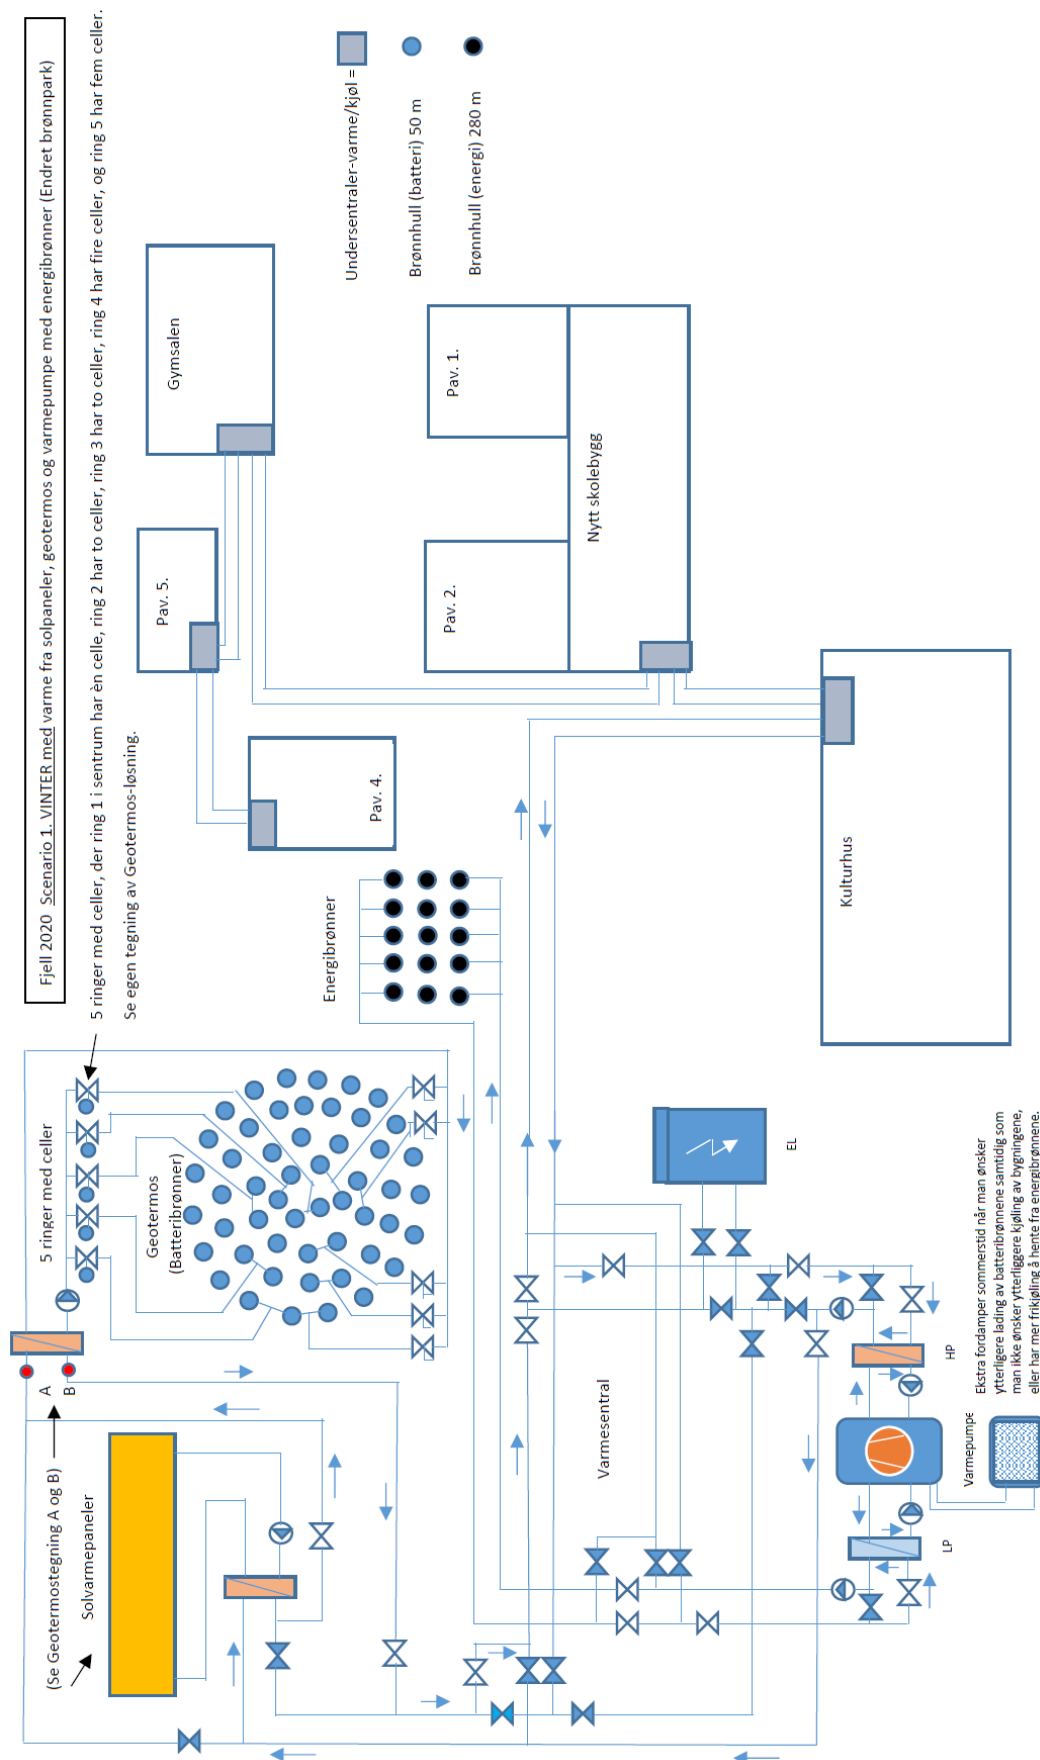 Fjell 2020 Scenario 1. VINTER med varme fra solpaneler, geotermos og varmepumpe med energibrønner (Endret brønnpark)
5 ringer med celler, der ring 1 i sentrum har èn celle, ring 2 har to celler, ring 3 har to celler, ring 4 har fire celler, og ring 5 har fem celler.
Se egen tegning av Geotermos-løsning.
(Se Geotermostegning A og B)
A
B
Solvarmepaneler
5 ringer med celler
Geotermos
(Batteribrønner)
Energibrønner
Pav. 4.
Pav. 5.
Gymsalen
Undersentraler-varme/kjøl =
Brønnhull (batteri) 50 m
Brønnhull (energi) 280 m
Pav. 2.
Pav. 1.
Nytt skolebygg
Kulturhus
Varmesentral
EL
LP
HP
Varmepumpe
Ekstra fordamper sommerstid når man ønsker
ytterligere lading av batteribrønnene samtidig som
man ikke ønsker ytterliggere kjøling av bygningene,
eller har mer frikjøling å hente fra energibrønnene.